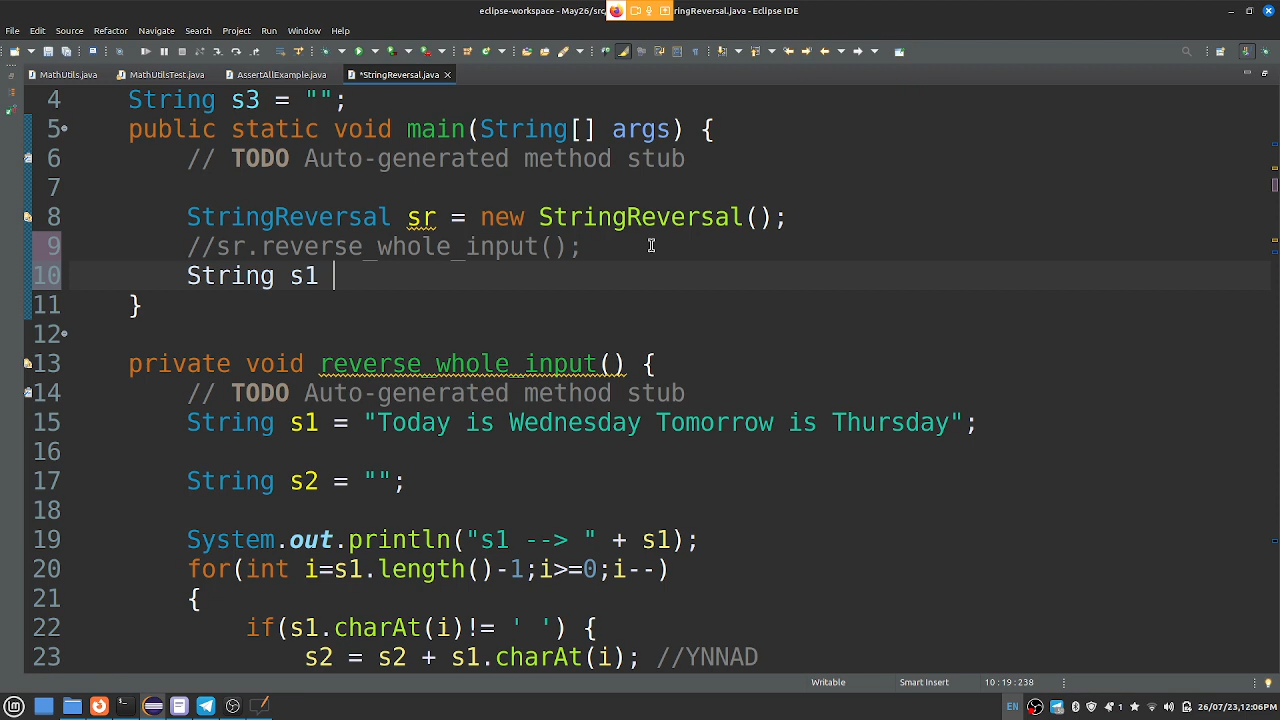 eclipse-workspace - May26/src
StringReversal.java - Eclipse IDE
File Edit Source Refactor Navigate Search Project Run Window Help
MathUtils.java MathUtilsTest.java AssertAllExample.java *StringReversal.java
4 String s3 = "";
5 public static void main(String[] args) {
6 // TODO Auto-generated method stub
7
8 StringReversal sr = new StringReversal();
9 //sr.reverse_whole_input();
10 String s1
11 }
12
13 private void reverse_whole_input() {
14 // TODO Auto-generated method stub
15 String s1 = "Today is Wednesday Tomorrow is Thursday";
16
17 String s2 = "";
18
19 System.out.println("s1 --> " + s1);
20 for(int i=s1.length()-1;i>=0;i--)
21 {
22 if(s1.charAt(i)!= ' ') {
23 s2 = s2 + s1.charAt(i); //YNNAD
Writable Smart Insert 10:19:238
EN 1 26/07/23, 12:06PM